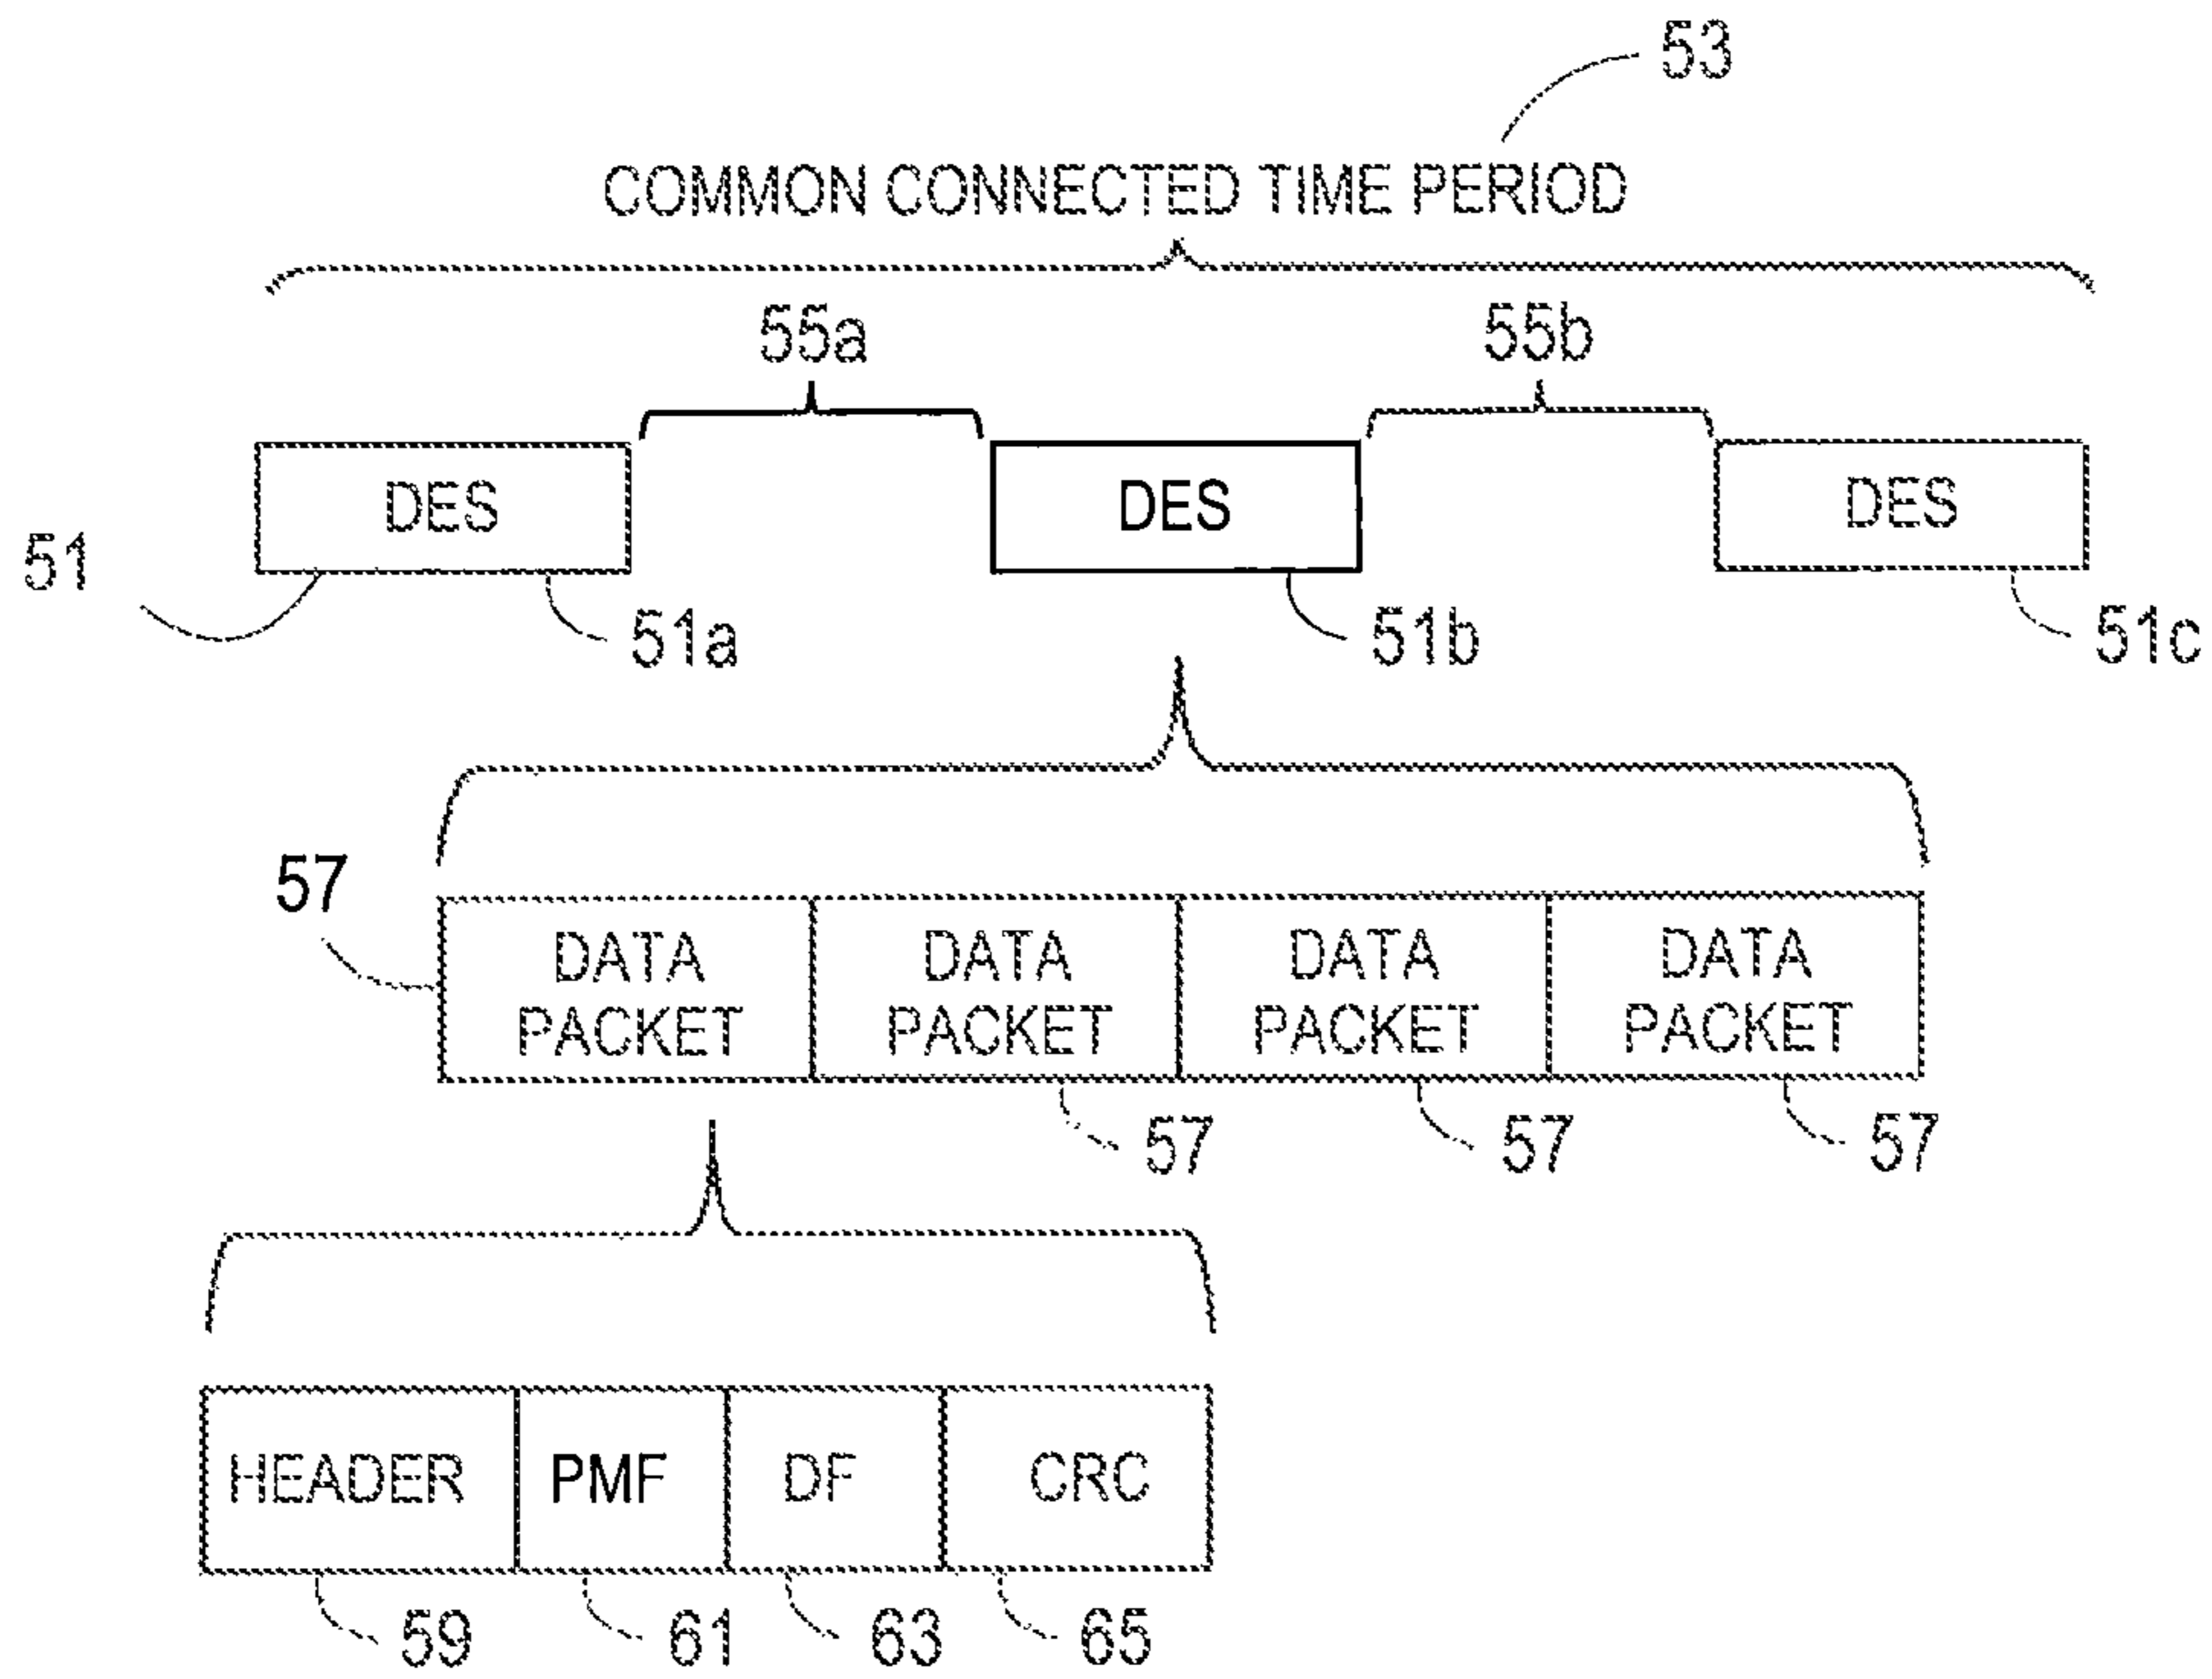 53
COMMON CONNECTED TIME PERIOD
55a 55b
DES DES DES
51
51a 51b 51c
57
DATA PACKET
DATA PACKET
DATA PACKET
DATA PACKET
57 57 57
HEADER PMF DF CRC
59 61 63 65